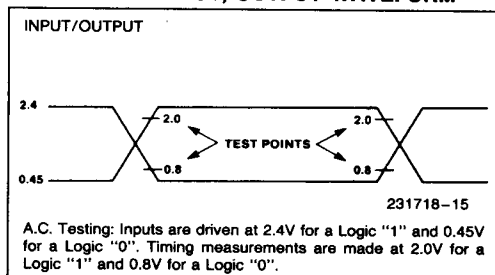 INPUT/OUTPUT
2.4
2.0
2.0
TEST POINTS
0.8
0.8
0.45
231718-15
A.C. Testing: Inputs are driven at 2.4V for a Logic "1" and 0.45V
for a Logic "0". Timing measurements are made at 2.0V for a
Logic "1" and 0.8V for a Logic "0".